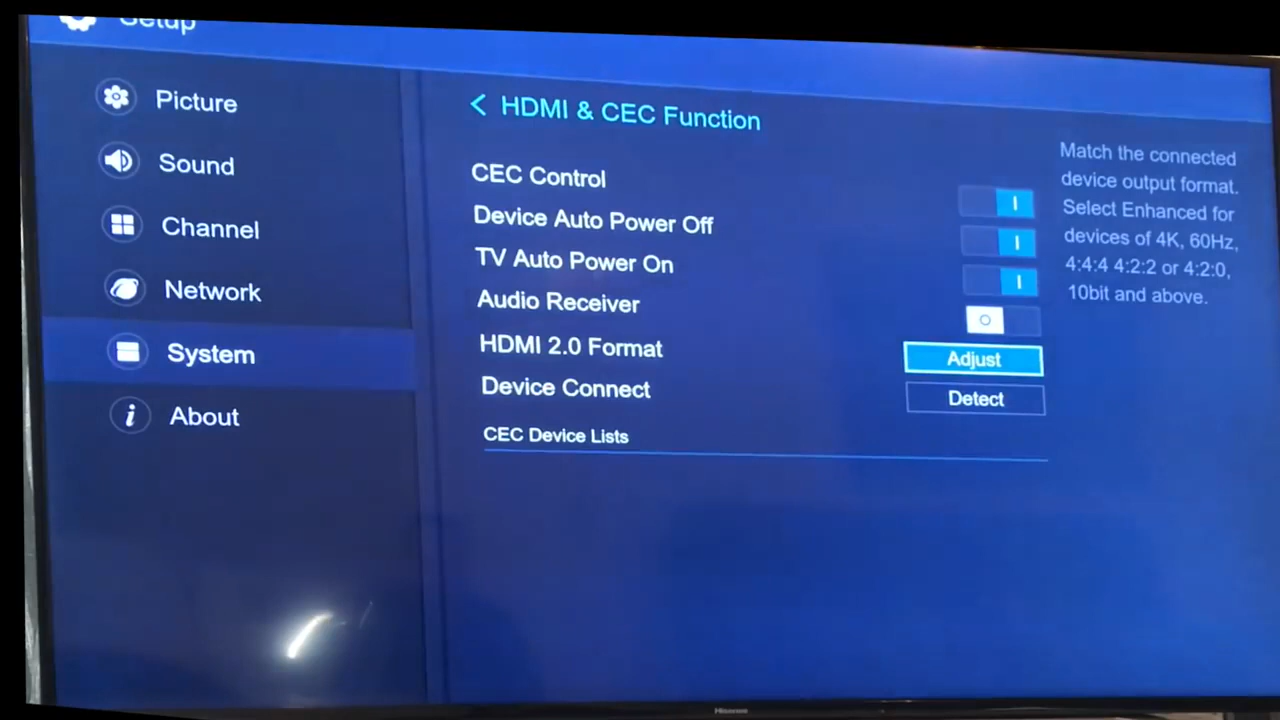 Setup
Picture
Sound
Channel
Network
System
About
< HDMI & CEC Function
CEC Control
Device Auto Power Off
TV Auto Power On
Audio Receiver
HDMI 2.0 Format
Adjust
Device Connect
Detect
CEC Device Lists
Match the connected
device output format.
Select Enhanced for
devices of 4K, 60Hz,
4:4:4 4:2:2 or 4:2:0,
10bit and above.
Hisense